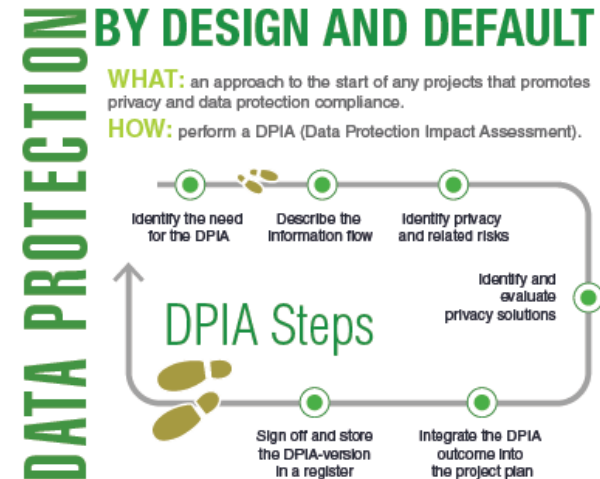 DATA PROTECTION
BY DESIGN AND DEFAULT
WHAT: an approach to the start of any projects that promotes
privacy and data protection compliance.
HOW: perform a DPIA (Data Protection Impact Assessment).
Identify the need
for the DPIA
Describe the
information flow
Identify privacy
and related risks
Identify and
evaluate
privacy solutions
DPIA Steps
Sign off and store
the DPIA-version
in a register
Integrate the DPIA
outcome into
the project plan